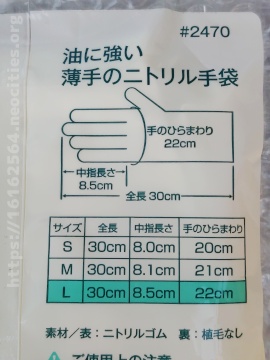 #2470
油に強い
薄手のニトリル手袋
手のひらまわり
22cm
中指長さ
8.5cm
全長 30cm
サイズ 全長 中指長さ 手のひらまわり
S 30cm 8.0cm 20cm
M 30cm 8.1cm 21cm
L 30cm 8.5cm 22cm
素材/表:ニトリルゴム 裏:植毛なし
ご使用上の注意
https://16162564.neocities.org